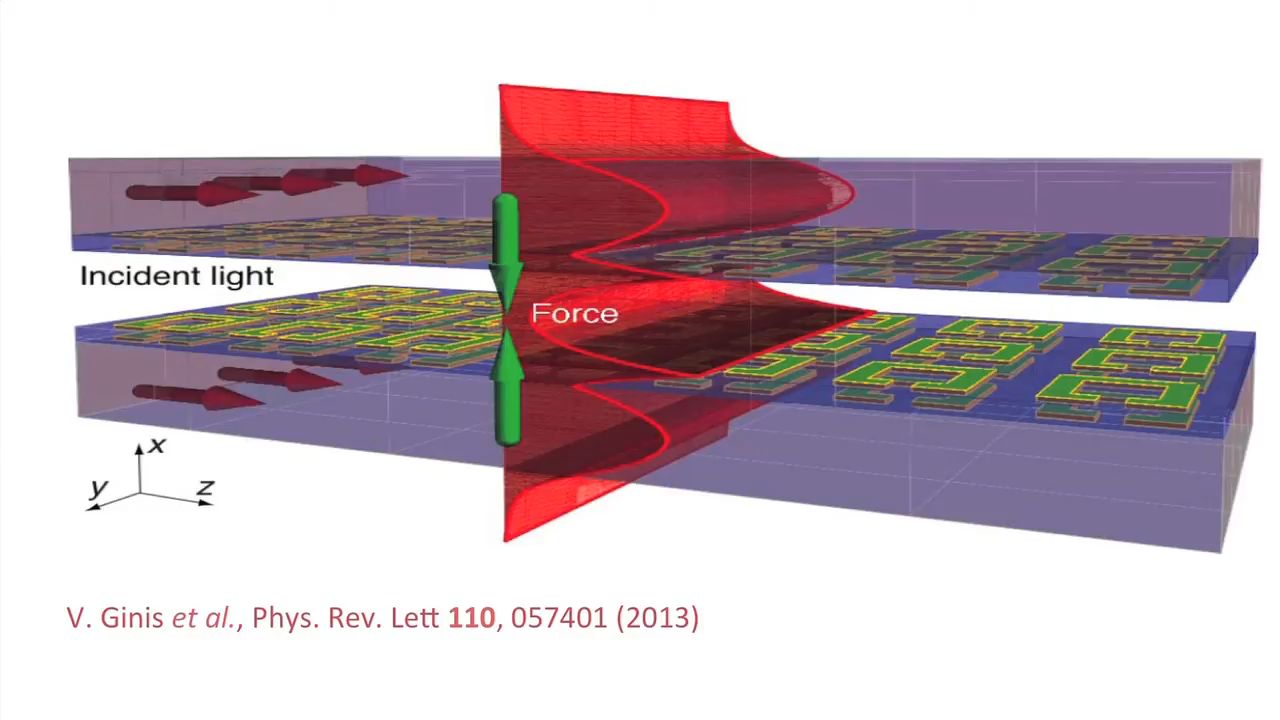 Incident light
Force
x
y
z
V. Ginis et al., Phys. Rev. Lett 110, 057401 (2013)